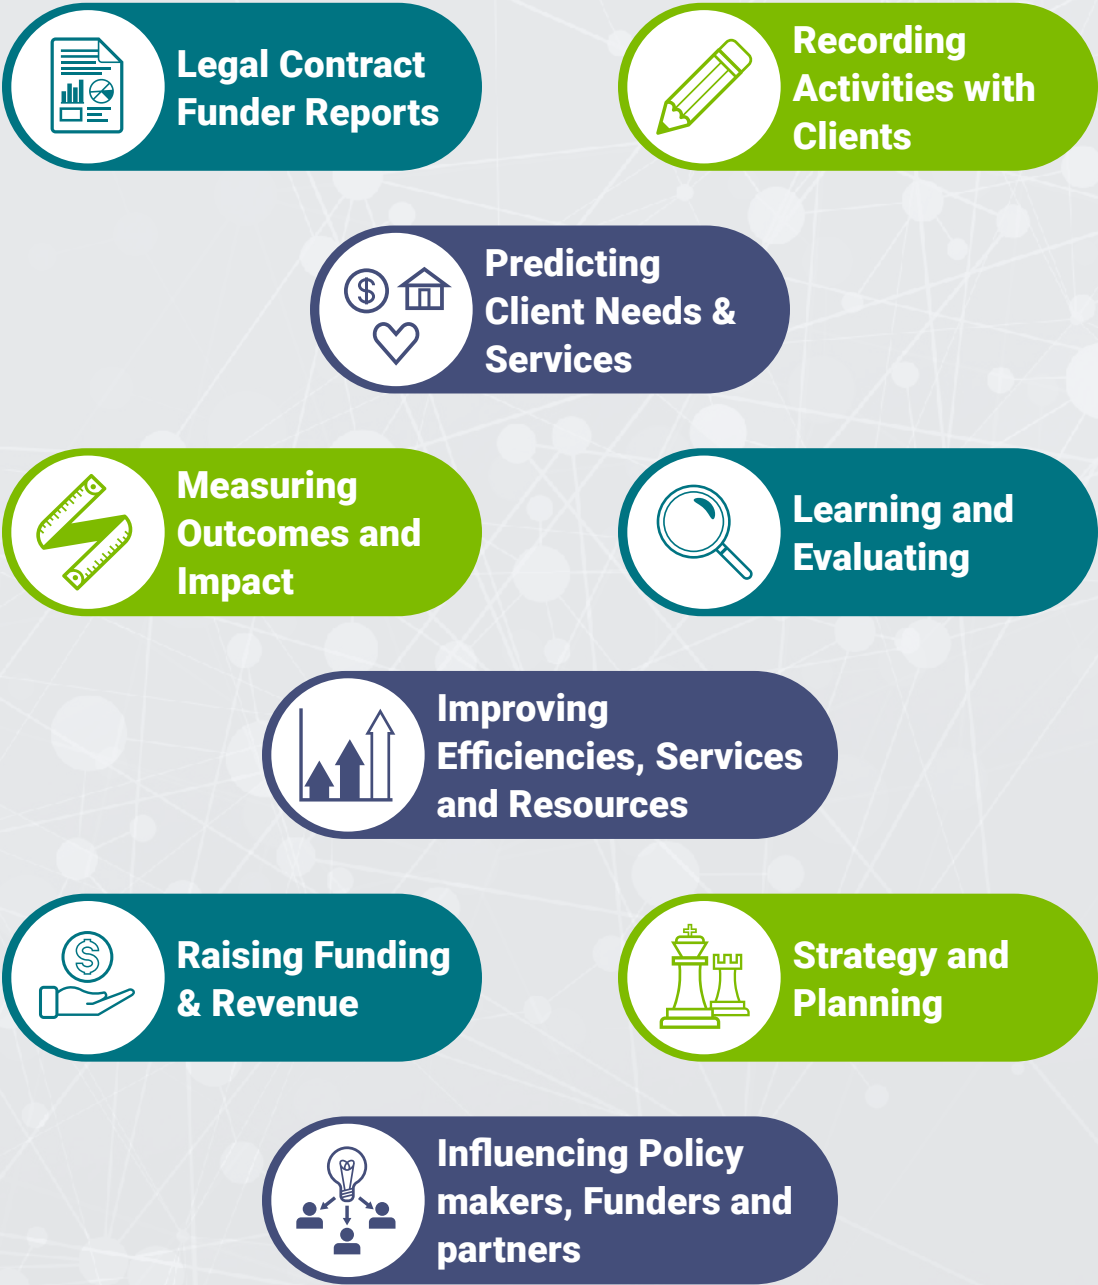 Legal Contract
Funder Reports
Recording
Activities with
Clients
$
Predicting
Client Needs &
Services
Measuring
Outcomes and
Impact
Learning and
Evaluating
Improving
Efficiencies, Services
and Resources
$
Raising Funding
& Revenue
Strategy and
Planning
Influencing Policy
makers, Funders and
partners